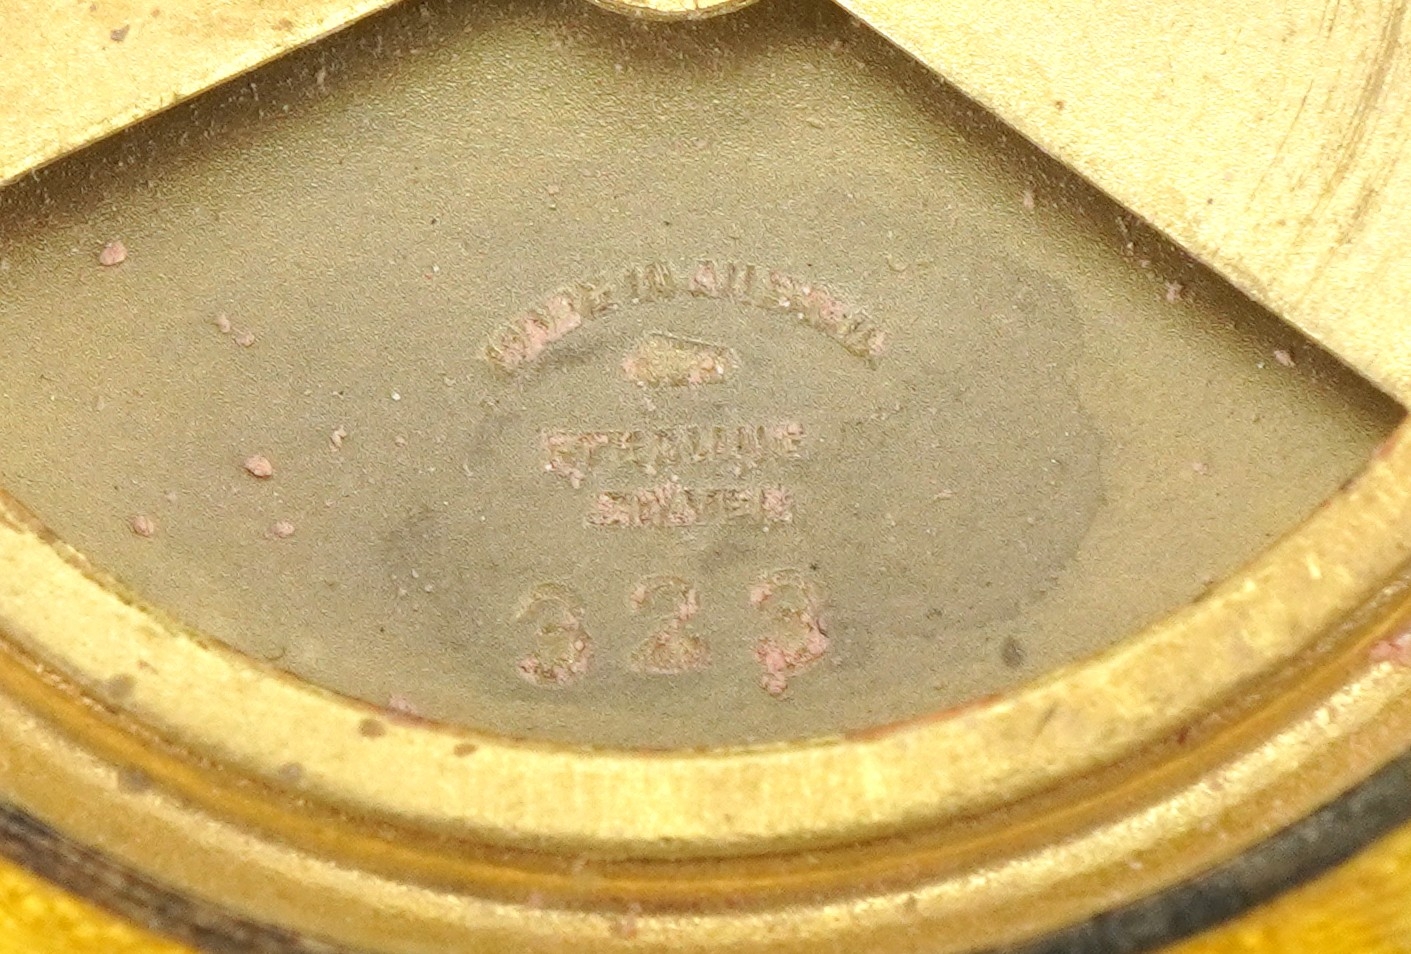 MADE IN AUSTRIA
STERLING
SILVER
323